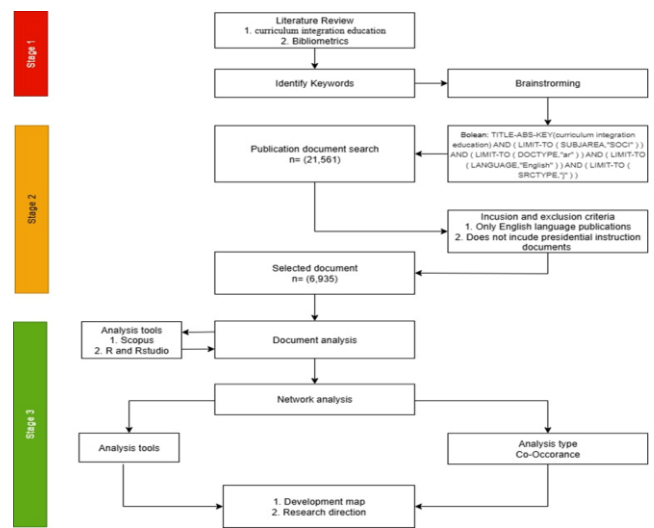 Stage 1
Literature Review
1. curriculum integration education
2. Bibliometrics
Identify Keywords
Brainstrorming
Stage 2
Publication document search
n= (21,561)
Bolean: TITLE-ABS-KEY(curriculum integration
education) AND ( LIMIT-TO ( SUBJAREA,"SOCI" ) )
AND ( LIMIT-TO ( DOCTYPE,"ar" ) ) AND ( LIMIT-TO
( LANGUAGE,"English" ) ) AND ( LIMIT-TO (
SRCTYPE,"j" ) )
Incusion and exclusion criteria
1. Only English language publications
2. Does not incude presidential instruction
documents
Selected document
n= (6,935)
Stage 3
Analysis tools
1. Scopus
2. R and Rstudio
Document analysis
Network analysis
Analysis tools
Analysis type
Co-Occorance
1. Development map
2. Research direction